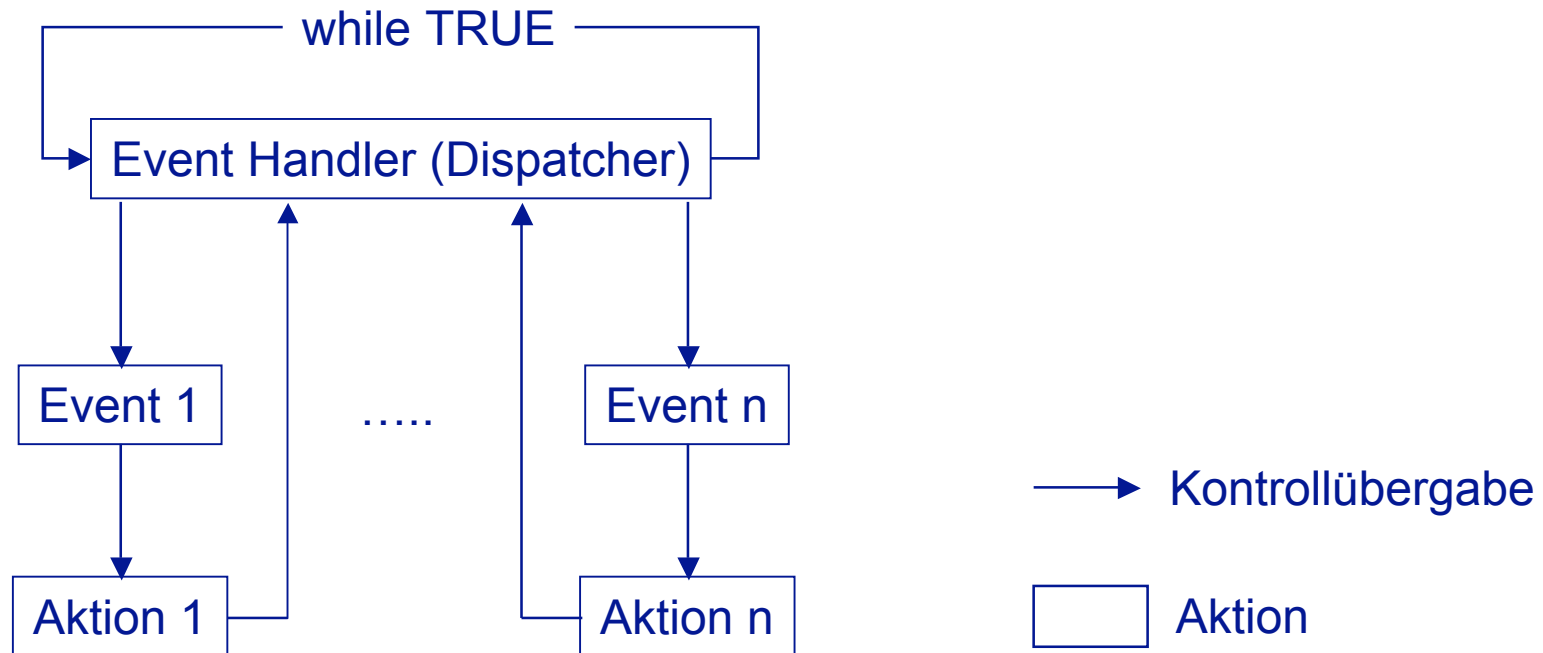 while TRUE
Event Handler (Dispatcher)
Event 1
…..
Event n
Kontrollübergabe
Aktion 1
Aktion n
Aktion